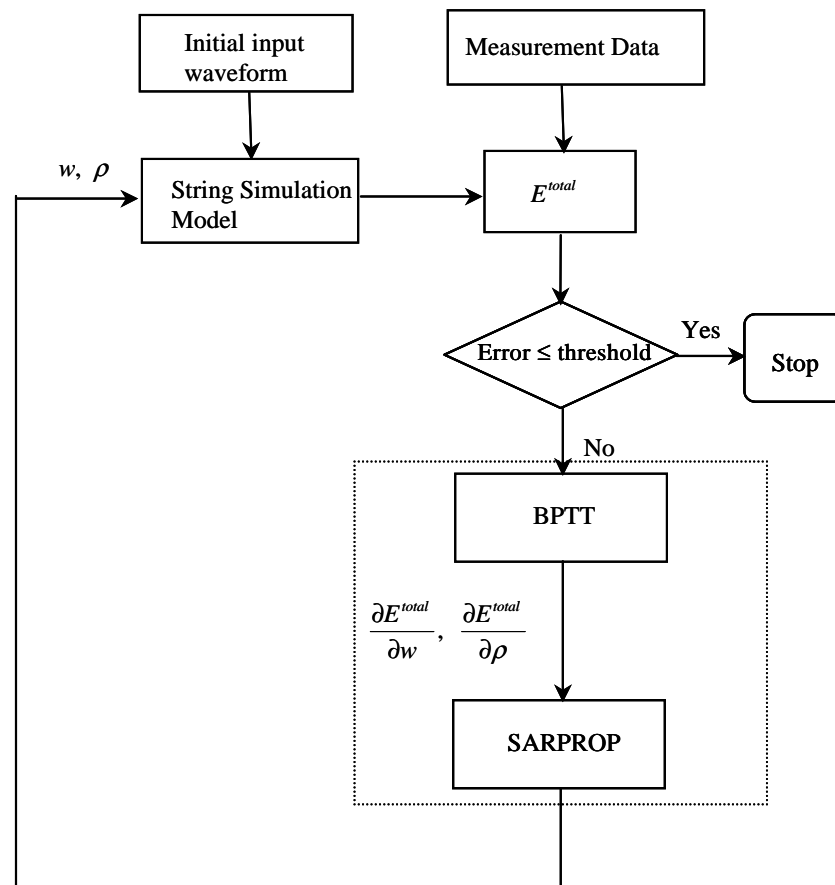 Initial input
waveform
Measurement Data
w, ρ
String Simulation
Model
E^{total}
Error ≤ threshold
Yes
Stop
No
BPTT
∂E^{total}/∂w, ∂E^{total}/∂ρ
SARPROP